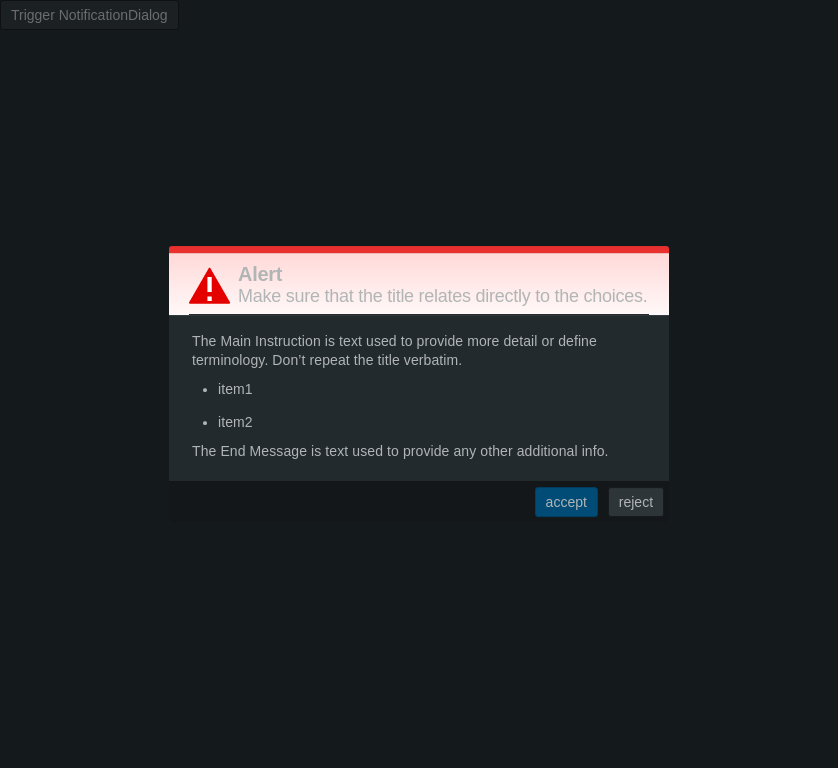 Trigger NotificationDialog
Alert
Make sure that the title relates directly to the choices.
The Main Instruction is text used to provide more detail or define
terminology. Don’t repeat the title verbatim.
• item1
• item2
The End Message is text used to provide any other additional info.
accept reject